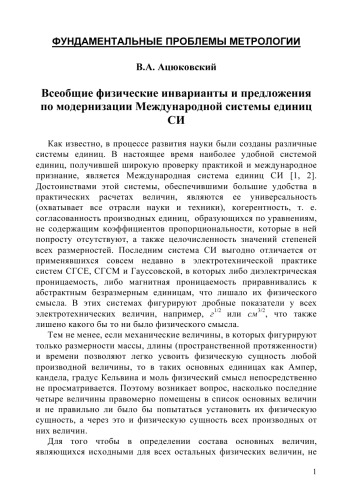 ФУНДАМЕНТАЛЬНЫЕ ПРОБЛЕМЫ МЕТРОЛОГИИ
В.А. Ацюковский
Всеобщие физические инварианты и предложения
по модернизации Международной системы единиц
СИ
Как известно, в процессе развития науки были созданы различные
системы единиц. В настоящее время наиболее удобной системой
единиц, получившей широкую проверку практикой и международное
признание, является Международная система единиц СИ [1, 2].
Достоинствами этой системы, обеспечившими большие удобства в
практических расчетах величин, являются ее универсальность
(охватывает все отрасли науки и техники), когерентность, т. е.
согласованность производных единиц, образующихся по уравнениям,
не содержащим коэффициентов пропорциональности, которые в ней
попросту отсутствуют, а также целочисленность значений степеней
всех размерностей. Последним система СИ выгодно отличается от
применявшихся совсем недавно в электротехнической практике
систем СГСЕ, СГСМ и Гауссовской, в которых либо диэлектрическая
проницаемость, либо магнитная проницаемость приравнивались к
абстрактным безразмерным единицам, что лишало их физического
смысла. В этих системах фигурируют дробные показатели у всех
электротехнических величин, например, г^1/2 или см^3/2, что также
лишено какого бы то ни было физического смысла.
Тем не менее, если механические величины, в которых фигурируют
только размерности массы, длины (пространственной протяженности)
и времени позволяют легко усвоить физическую сущность любой
производной величины, то в таких основных единицах как Ампер,
кандела, градус Кельвина и моль физический смысл непосредственно
не просматривается. Поэтому возникает вопрос, насколько последние
четыре величины правомерно помещены в список основных величин
и не правильно ли было бы попытаться установить их физическую
сущность, а через это и физическую сущность всех производных от
них величин.
Для того чтобы в определении состава основных величин,
являющихся исходными для всех остальных физических величин, не
1